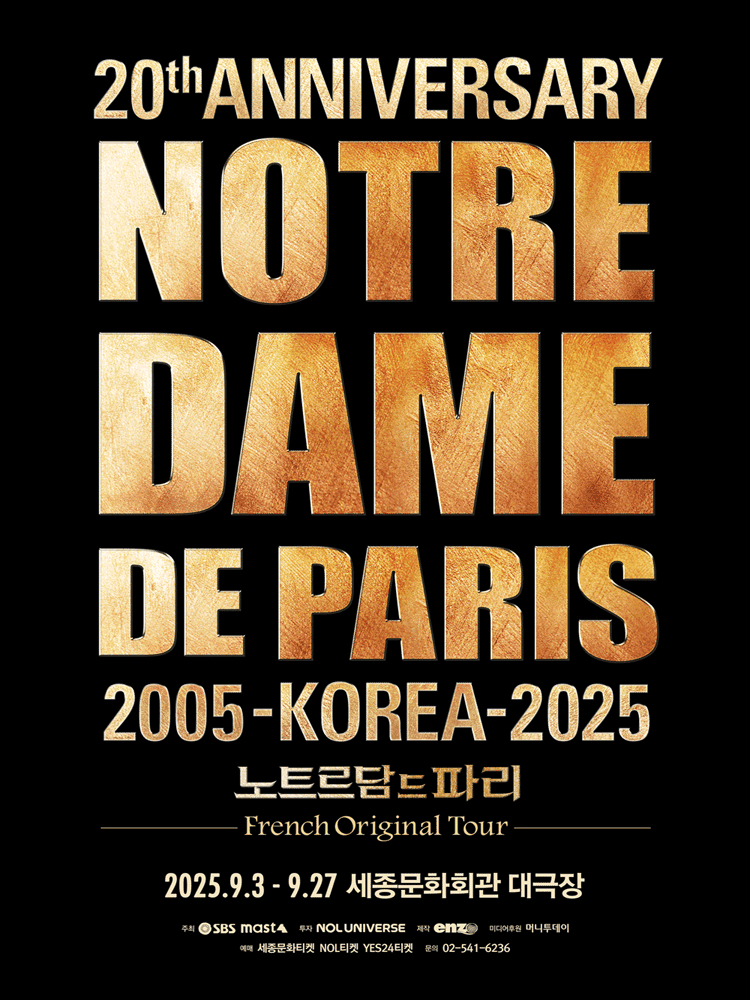 20th ANNIVERSARY
NOTRE
DAME
DE PARIS
2005-KOREA-2025
노트르담 드 파리
French Original Tour
2025.9.3 - 9.27 세종문화회관 대극장
주최 SBS mast 투자 NOL UNIVERSE 제작 enzo 미디어후원 머니투데이
예매 세종문화티켓 NOL티켓 YES24티켓 문의 02-541-6236